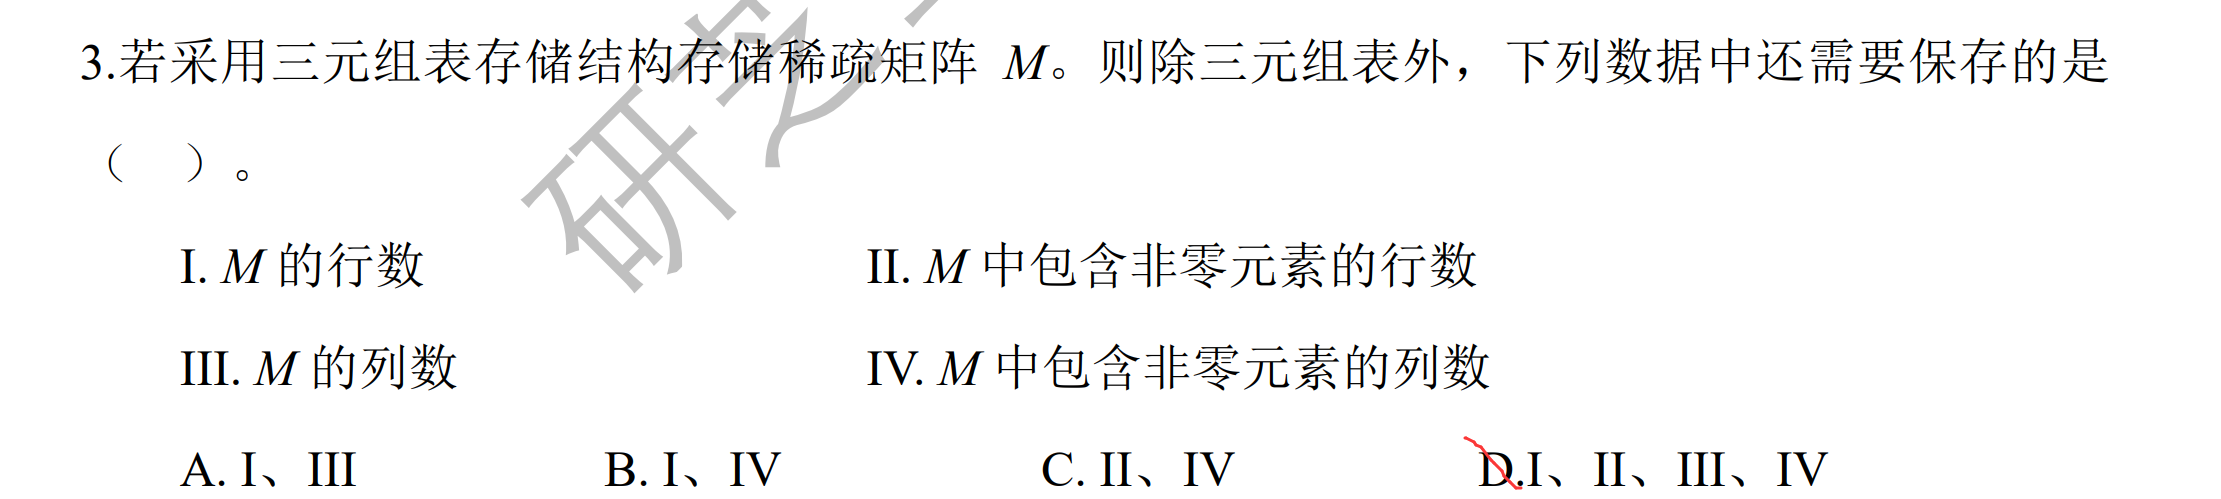 3.若采用三元组表存储结构存储稀疏矩阵 M。则除三元组表外，下列数据中还需要保存的是
（ ）。
I. M 的行数 II. M 中包含非零元素的行数
III. M 的列数 IV. M 中包含非零元素的列数
A. I、III B. I、IV C. II、IV D.I、II、III、IV
研芝